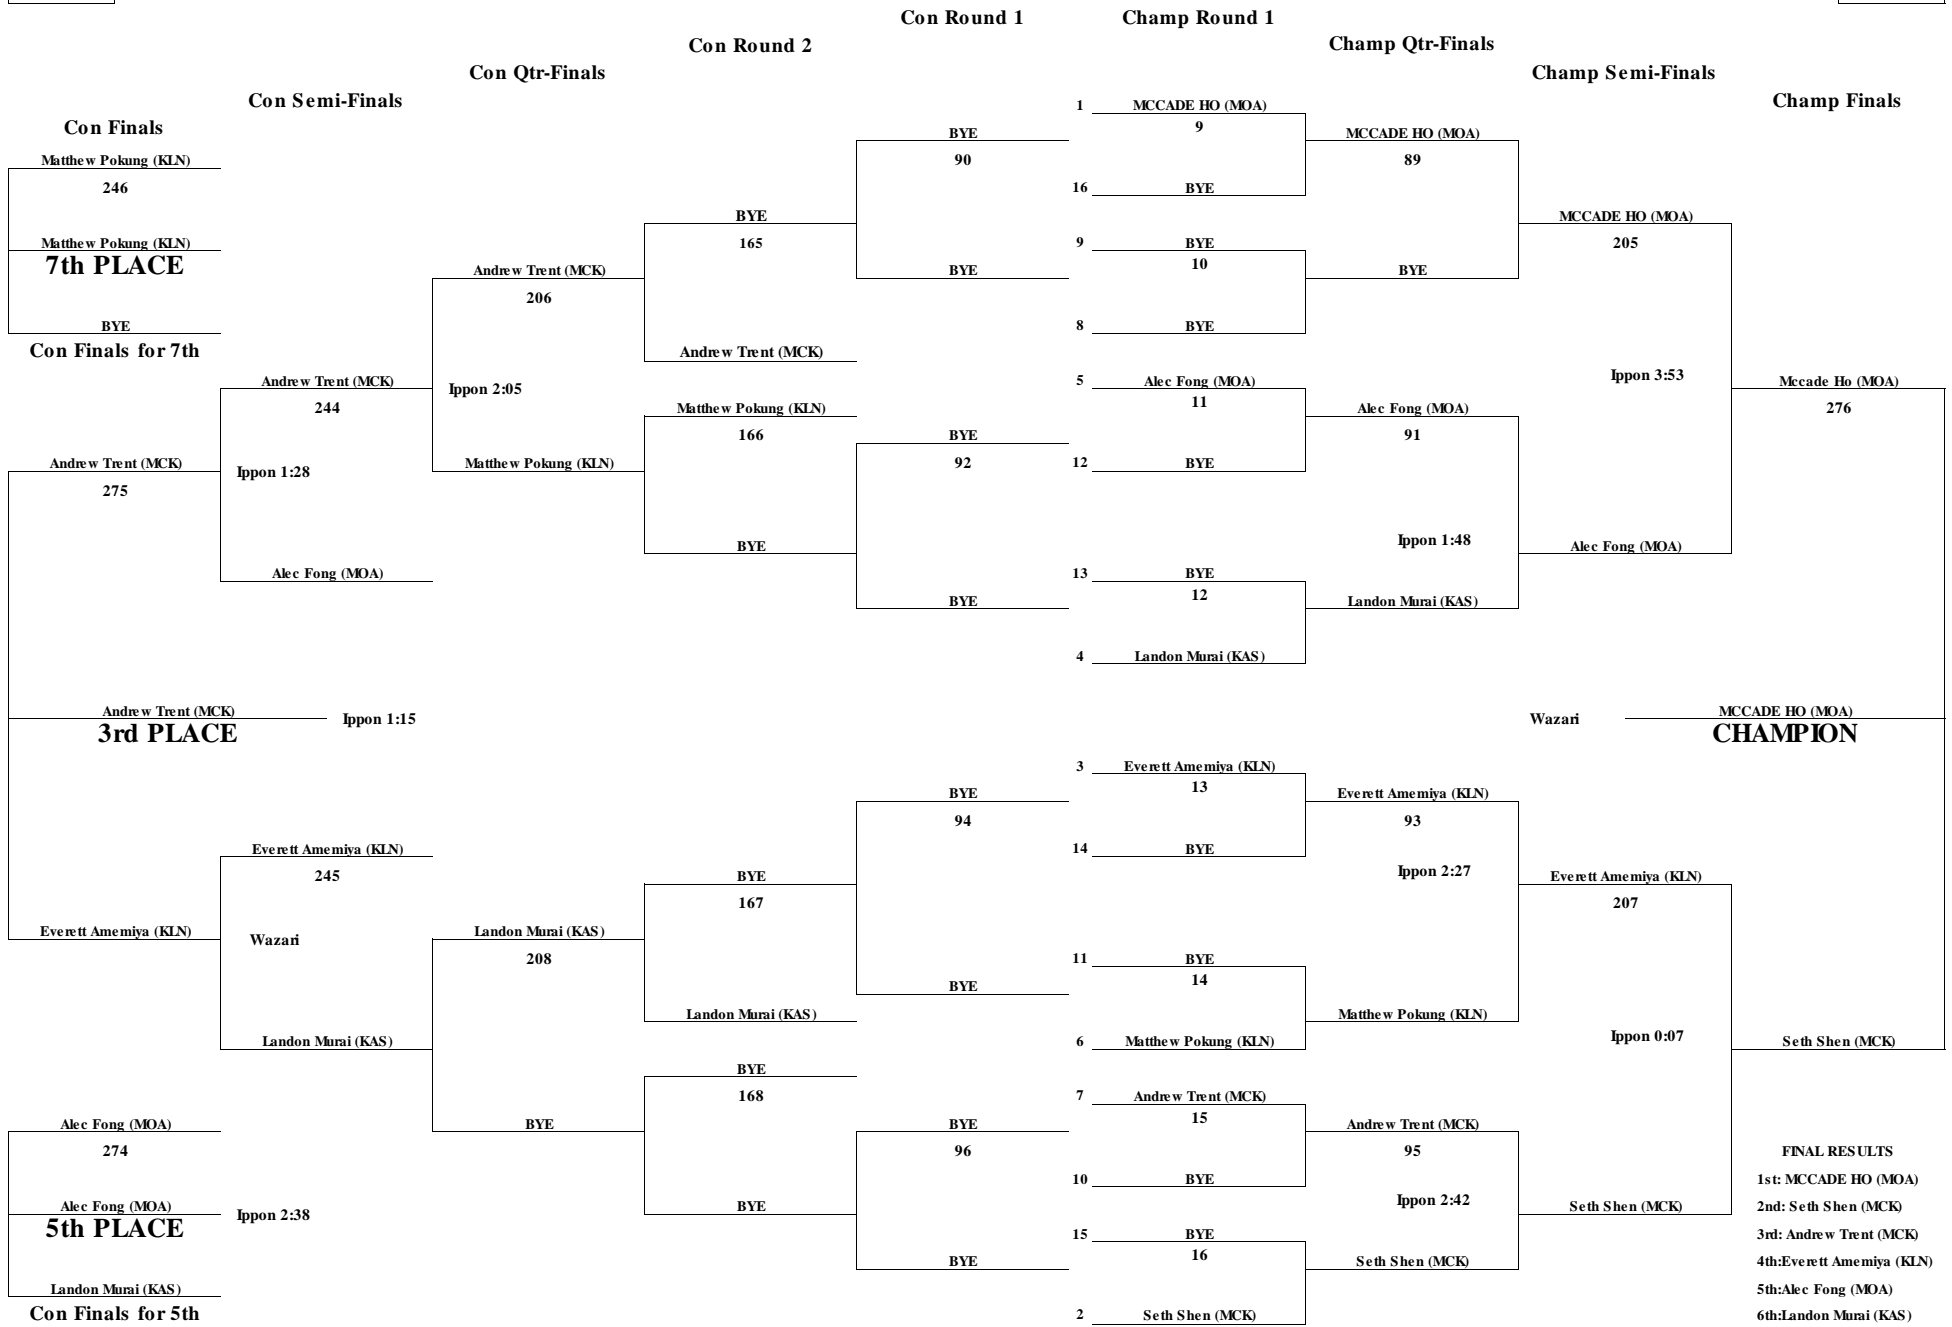 Con Round 1
Champ Round 1
Con Round 2
Champ Qtr-Finals
Con Qtr-Finals
Champ Semi-Finals
Con Semi-Finals
Champ Finals
Con Finals
Matthew Pokung (KLN)
246
Matthew Pokung (KLN)
7th PLACE
BYE
Con Finals for 7th
Andrew Trent (MCK)
275
Andrew Trent (MCK)
3rd PLACE
Ippon 1:15
Everett Amemiya (KLN)
Alec Fong (MOA)
274
Alec Fong (MOA)
5th PLACE
Ippon 2:38
Landon Murai (KAS)
Con Finals for 5th
Andrew Trent (MCK)
244
Ippon 1:28
Alec Fong (MOA)
Everett Amemiya (KLN)
245
Wazari
Landon Murai (KAS)
Andrew Trent (MCK)
206
Ippon 2:05
Matthew Pokung (KLN)
Landon Murai (KAS)
208
BYE
BYE
165
Andrew Trent (MCK)
Matthew Pokung (KLN)
166
BYE
BYE
167
Landon Murai (KAS)
BYE
168
BYE
BYE
90
BYE
BYE
92
BYE
BYE
94
BYE
BYE
96
BYE
1 MCCADE HO (MOA)
9
16 BYE
9 BYE
10
8 BYE
5 Alec Fong (MOA)
11
12 BYE
13 BYE
12
4 Landon Murai (KAS)
3 Everett Amemiya (KLN)
13
14 BYE
11 BYE
14
6 Matthew Pokung (KLN)
7 Andrew Trent (MCK)
15
10 BYE
15 BYE
16
2 Seth Shen (MCK)
MCCADE HO (MOA)
89
BYE
Alec Fong (MOA)
91
Ippon 1:48
Landon Murai (KAS)
Everett Amemiya (KLN)
93
Ippon 2:27
Matthew Pokung (KLN)
Andrew Trent (MCK)
95
Ippon 2:42
Seth Shen (MCK)
MCCADE HO (MOA)
205
Ippon 3:53
Alec Fong (MOA)
Everett Amemiya (KLN)
207
Ippon 0:07
Seth Shen (MCK)
Mccade Ho (MOA)
276
Wazari
MCCADE HO (MOA)
CHAMPION
Seth Shen (MCK)
FINAL RESULTS
1st: MCCADE HO (MOA)
2nd: Seth Shen (MCK)
3rd: Andrew Trent (MCK)
4th:Everett Amemiya (KLN)
5th:Alec Fong (MOA)
6th:Landon Murai (KAS)